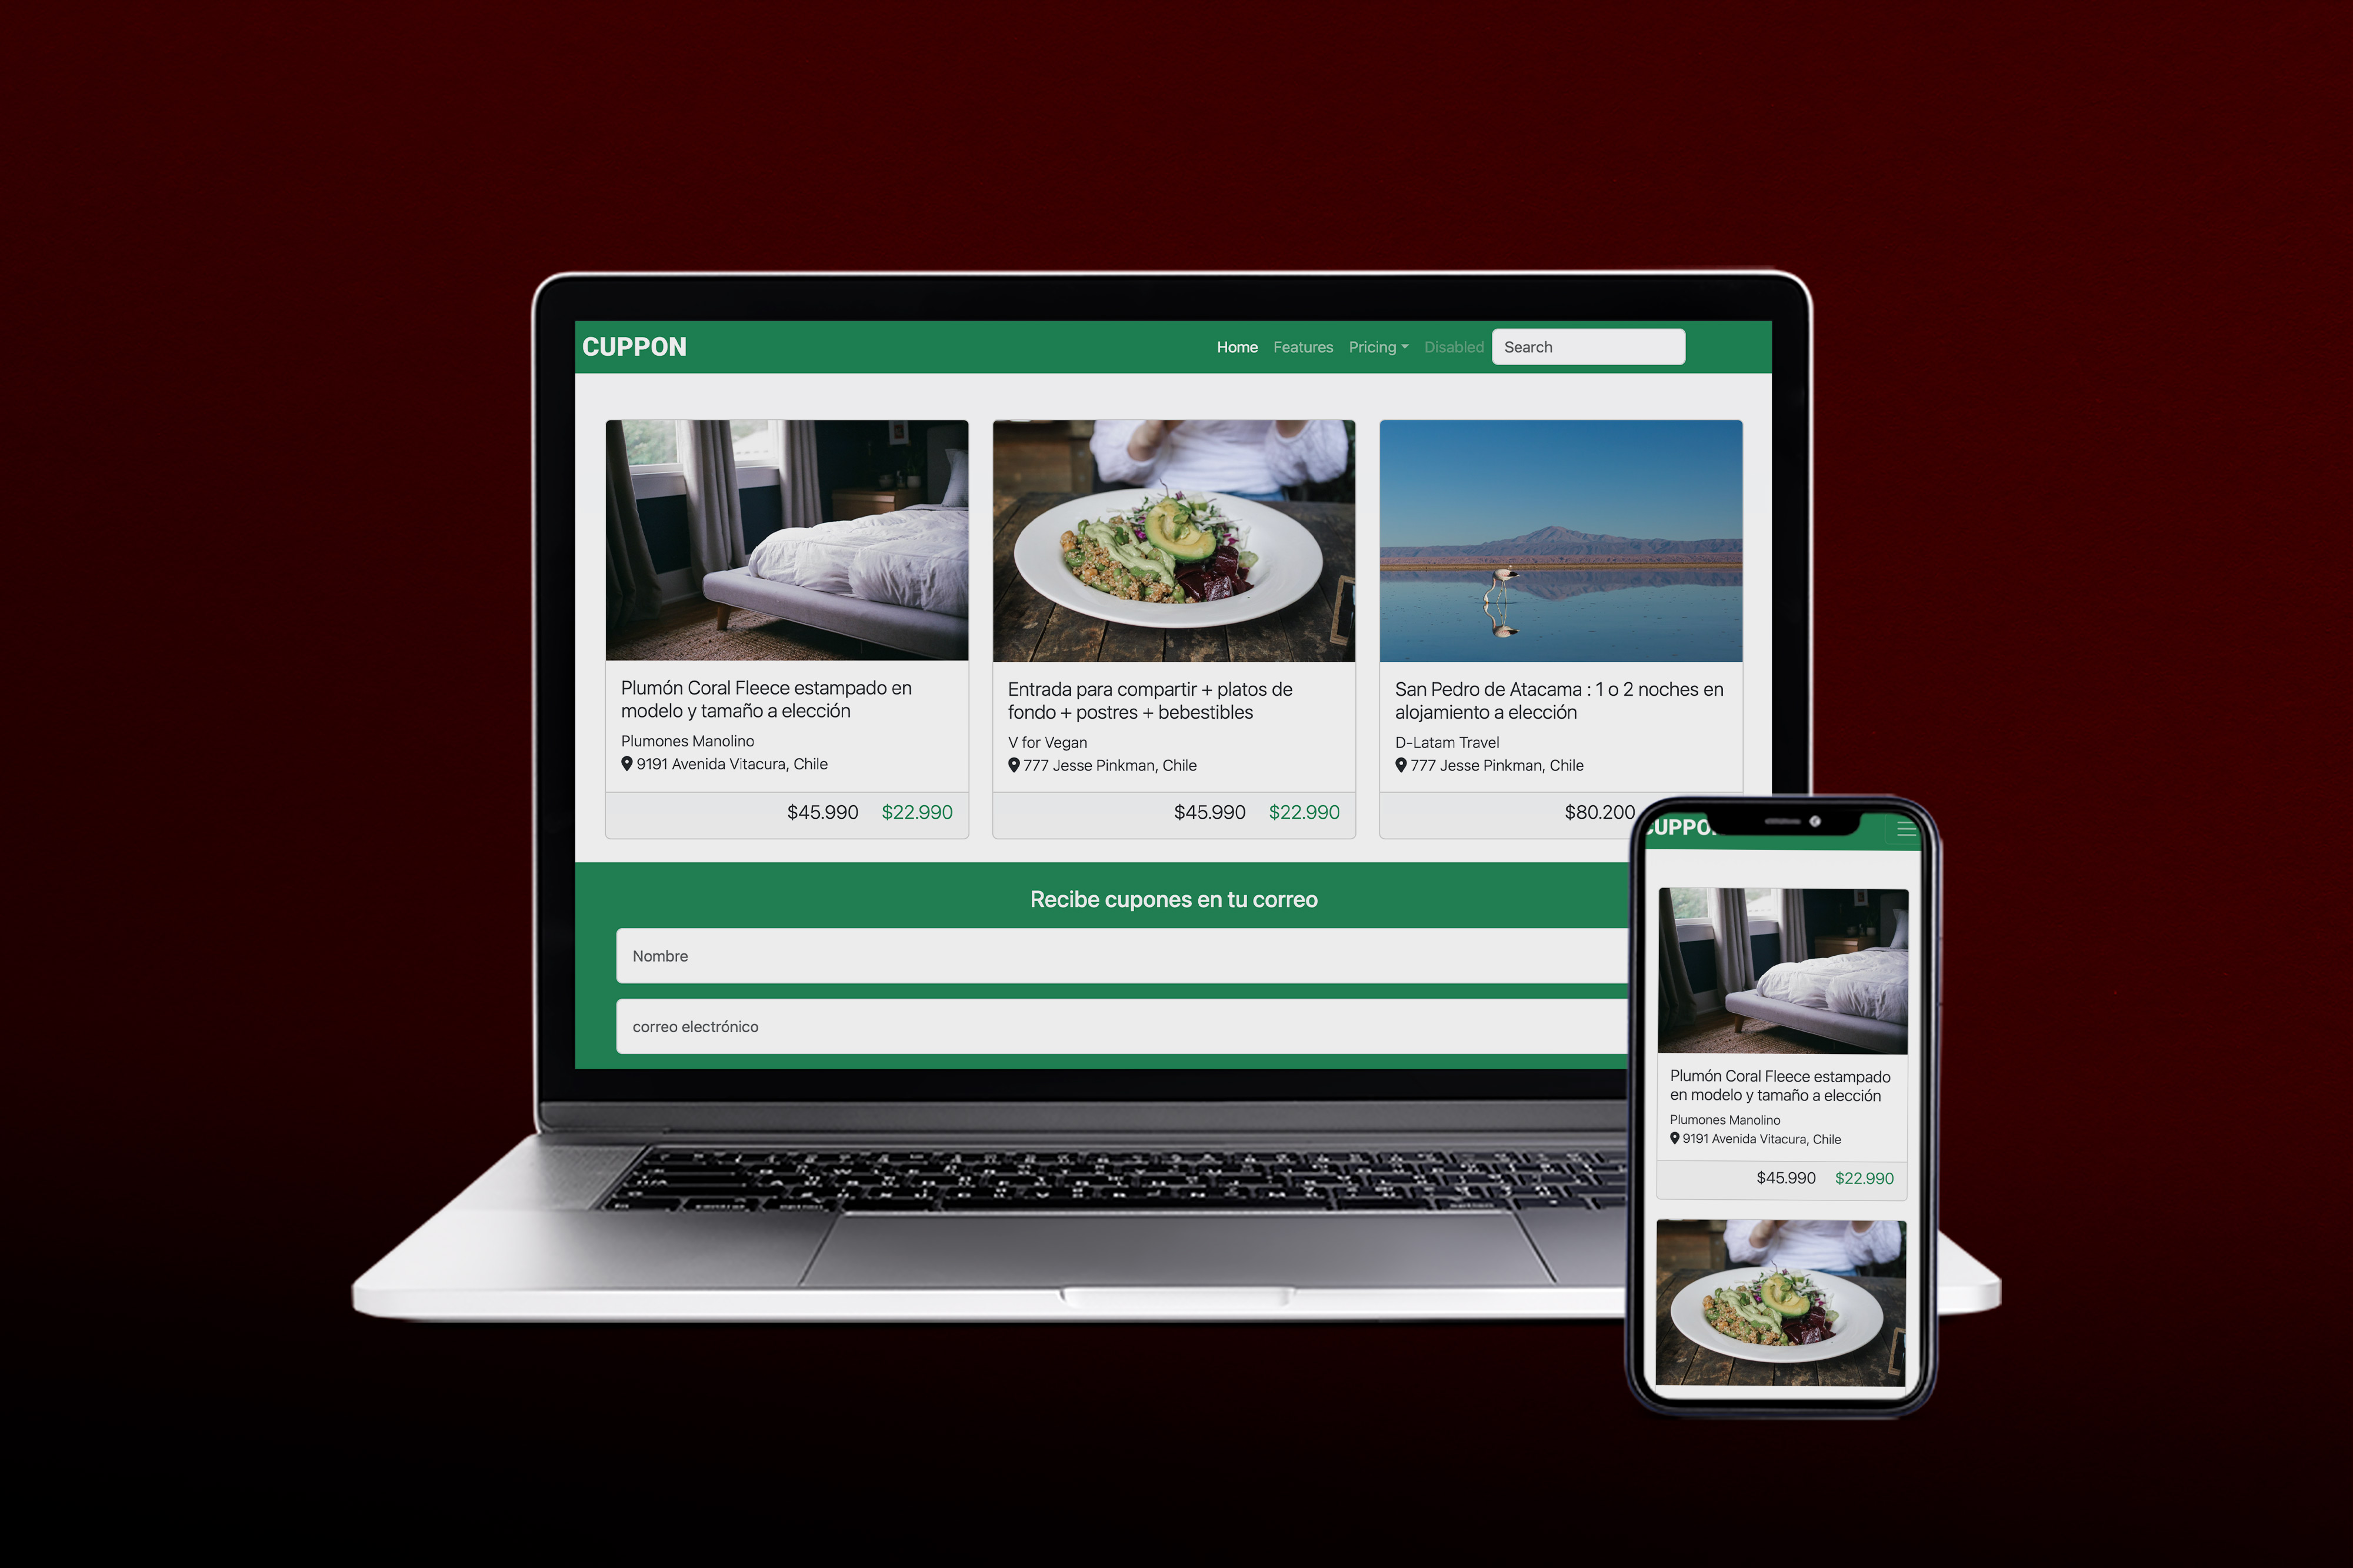 CUPPON
Home Features Pricing Disabled Search
Plumón Coral Fleece estampado en
modelo y tamaño a elección
Plumones Manolino
9191 Avenida Vitacura, Chile
$45.990 $22.990
Entrada para compartir + platos de
fondo + postres + bebestibles
V for Vegan
777 Jesse Pinkman, Chile
$45.990 $22.990
San Pedro de Atacama : 1 o 2 noches en
alojamiento a elección
D-Latam Travel
777 Jesse Pinkman, Chile
$80.200
Recibe cupones en tu correo
Nombre
correo electrónico
Plumón Coral Fleece estampado
en modelo y tamaño a elección
Plumones Manolino
9191 Avenida Vitacura, Chile
$45.990 $22.990